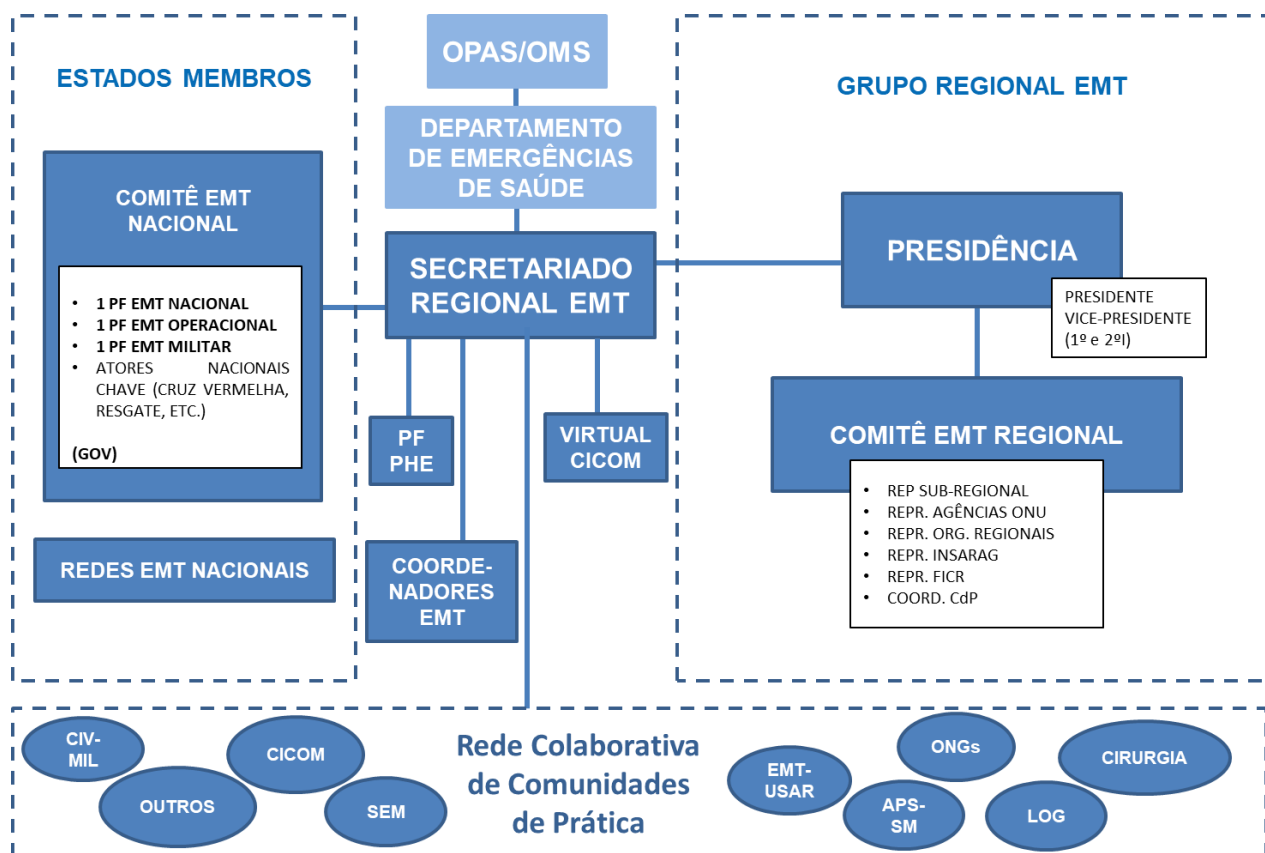 ESTADOS MEMBROS
COMITÊ EMT
NACIONAL
• 1 PF EMT NACIONAL
• 1 PF EMT OPERACIONAL
• 1 PF EMT MILITAR
• ATORES NACIONAIS
CHAVE (CRUZ VERMELHA,
RESGATE, ETC.)
(GOV)
REDES EMT NACIONAIS
OPAS/OMS
DEPARTAMENTO
DE EMERGÊNCIAS
DE SAÚDE
SECRETARIADO
REGIONAL EMT
PF
PHE
VIRTUAL
CICOM
COORDE-
NADORES
EMT
GRUPO REGIONAL EMT
PRESIDÊNCIA
PRESIDENTE
VICE-PRESIDENTE
(1º e 2ºI)
COMITÊ EMT REGIONAL
• REP SUB-REGIONAL
• REPR. AGÊNCIAS ONU
• REPR. ORG. REGIONAIS
• REPR. INSARAG
• REPR. FICR
• COORD. CdP
CIV-
MIL
OUTROS
CICOM
SEM
Rede Colaborativa
de Comunidades
de Prática
EMT-
USAR
APS-
SM
ONGs
LOG
CIRURGIA